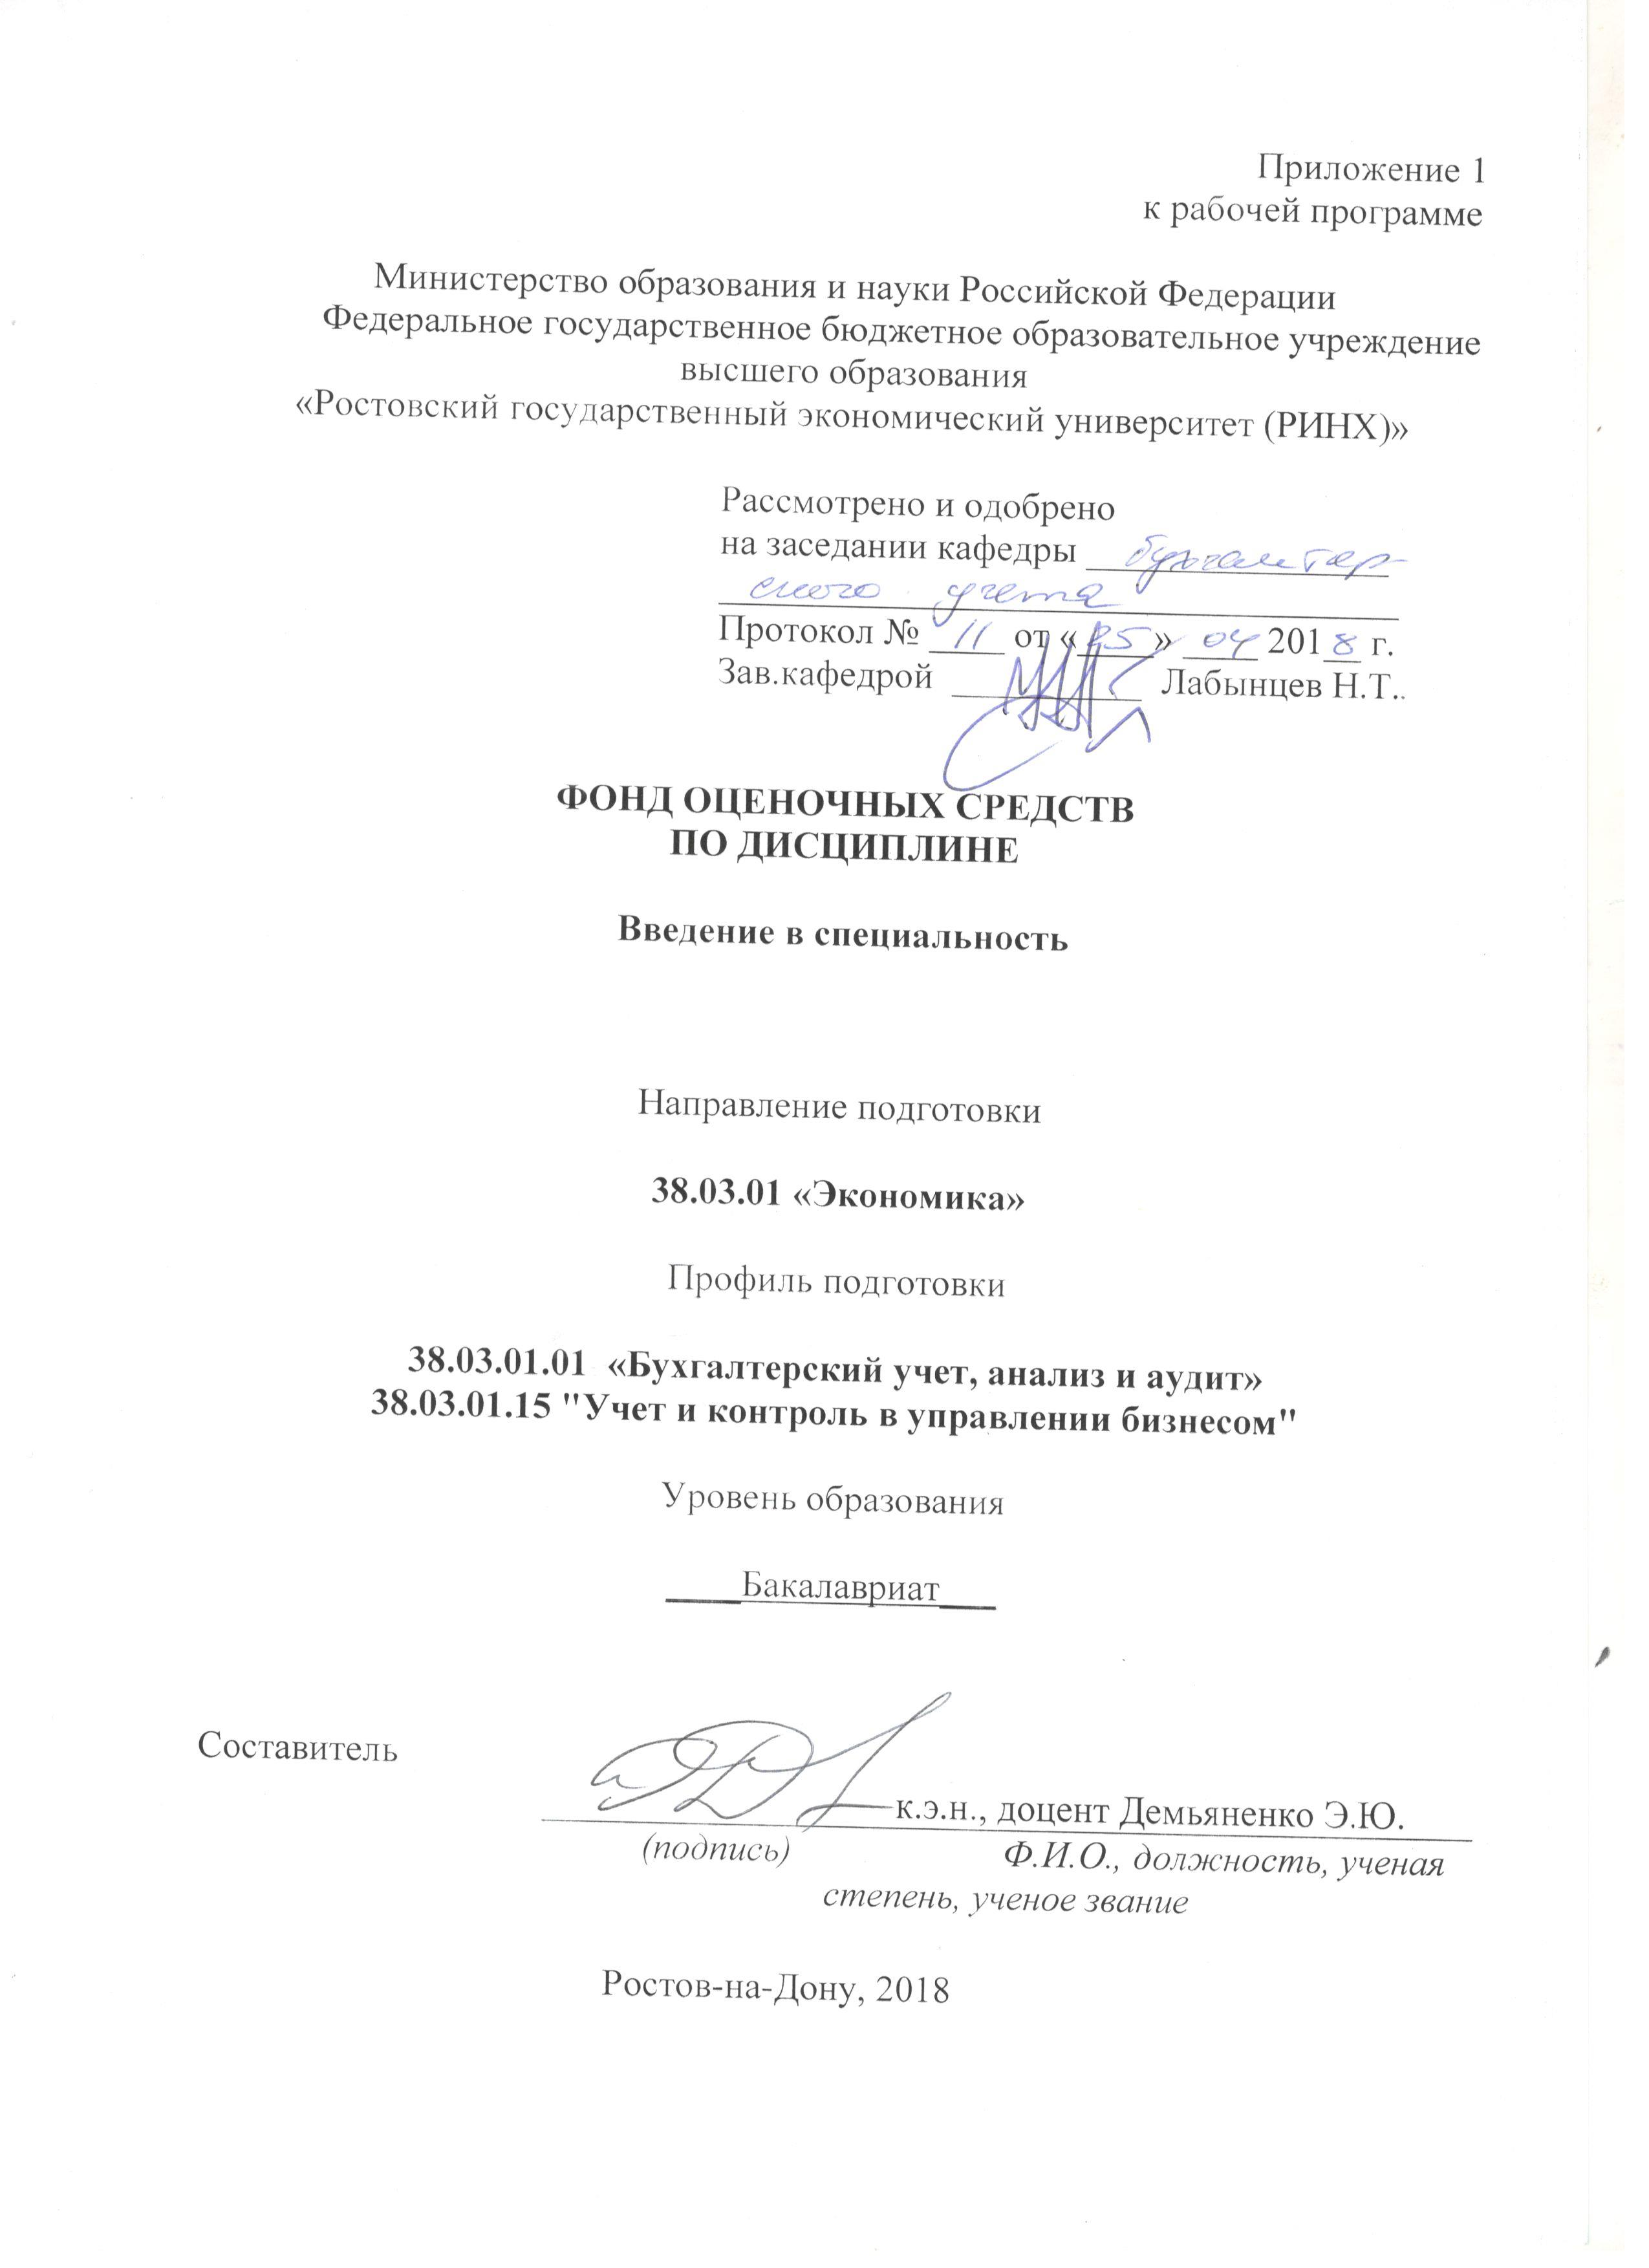 Приложение 1
к рабочей программе
Министерство образования и науки Российской Федерации
Федеральное государственное бюджетное образовательное учреждение
высшего образования
«Ростовский государственный экономический университет (РИНХ)»
Рассмотрено и одобрено
на заседании кафедры бухгалтер-
ского учета
Протокол № 11 от «25» 04 2018 г.
Зав.кафедрой Лабынцев Н.Т..
ФОНД ОЦЕНОЧНЫХ СРЕДСТВ
ПО ДИСЦИПЛИНЕ
Введение в специальность
Направление подготовки
38.03.01 «Экономика»
Профиль подготовки
38.03.01.01 «Бухгалтерский учет, анализ и аудит»
38.03.01.15 "Учет и контроль в управлении бизнесом"
Уровень образования
Бакалавриат
Составитель
к.э.н., доцент Демьяненко Э.Ю.
(подпись) Ф.И.О., должность, ученая
степень, ученое звание
Ростов-на-Дону, 2018